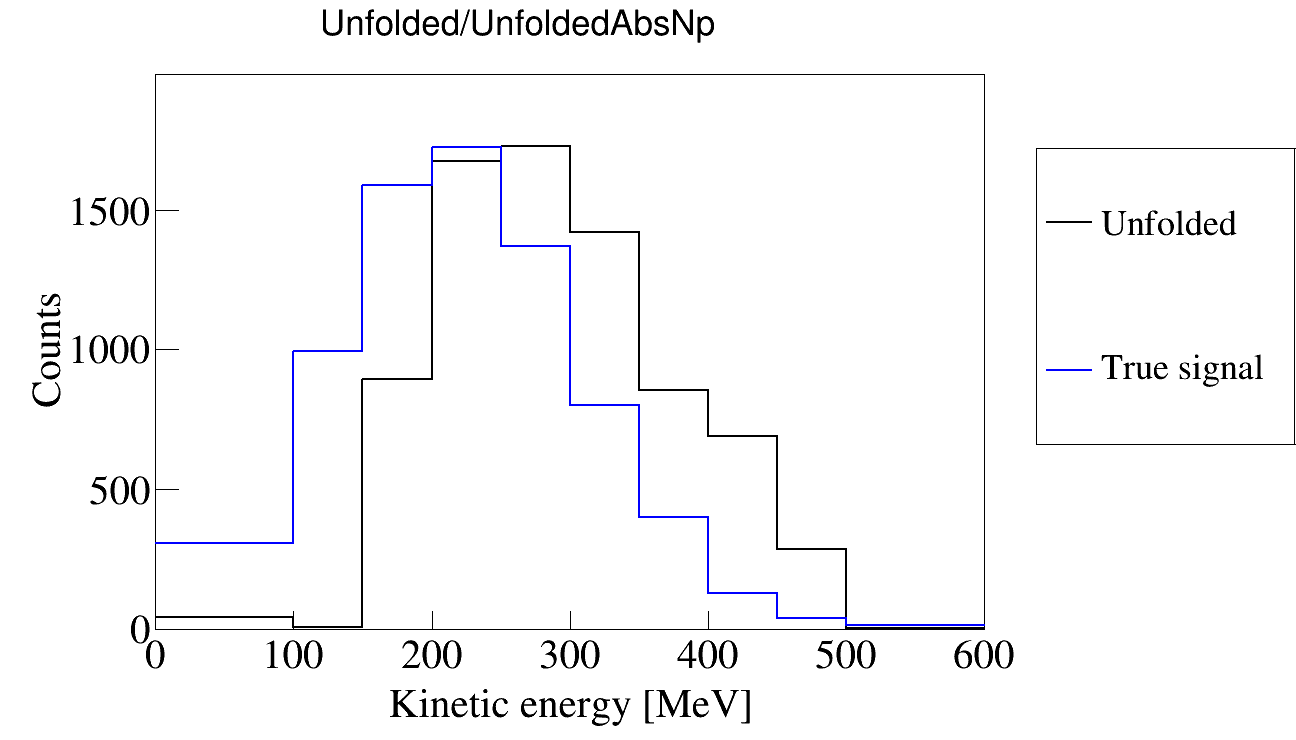 Unfolded/UnfoldedAbsNp
Counts
1500
1000
500
0
0 100 200 300 400 500 600
Kinetic energy [MeV]
Unfolded
True signal